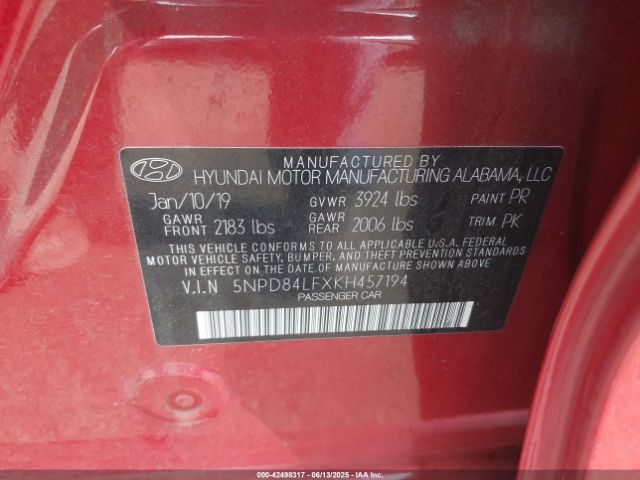 MANUFACTURED BY
HYUNDAI MOTOR MANUFACTURING ALABAMA, LLC
Jan/10/19 GVWR 3924 lbs PAINT PR
GAWR FRONT 2183 lbs GAWR REAR 2006 lbs TRIM PK
THIS VEHICLE CONFORMS TO ALL APPLICABLE U.S.A. FEDERAL
MOTOR VEHICLE SAFETY, BUMPER, AND THEFT PREVENTION
STANDARDS IN EFFECT ON THE DATE OF MANUFACTURE SHOWN ABOVE.
V.I.N 5NPD84LFXKH457194
PASSENGER CAR
000-42498317 - 06/13/2025 - IAAI.COM